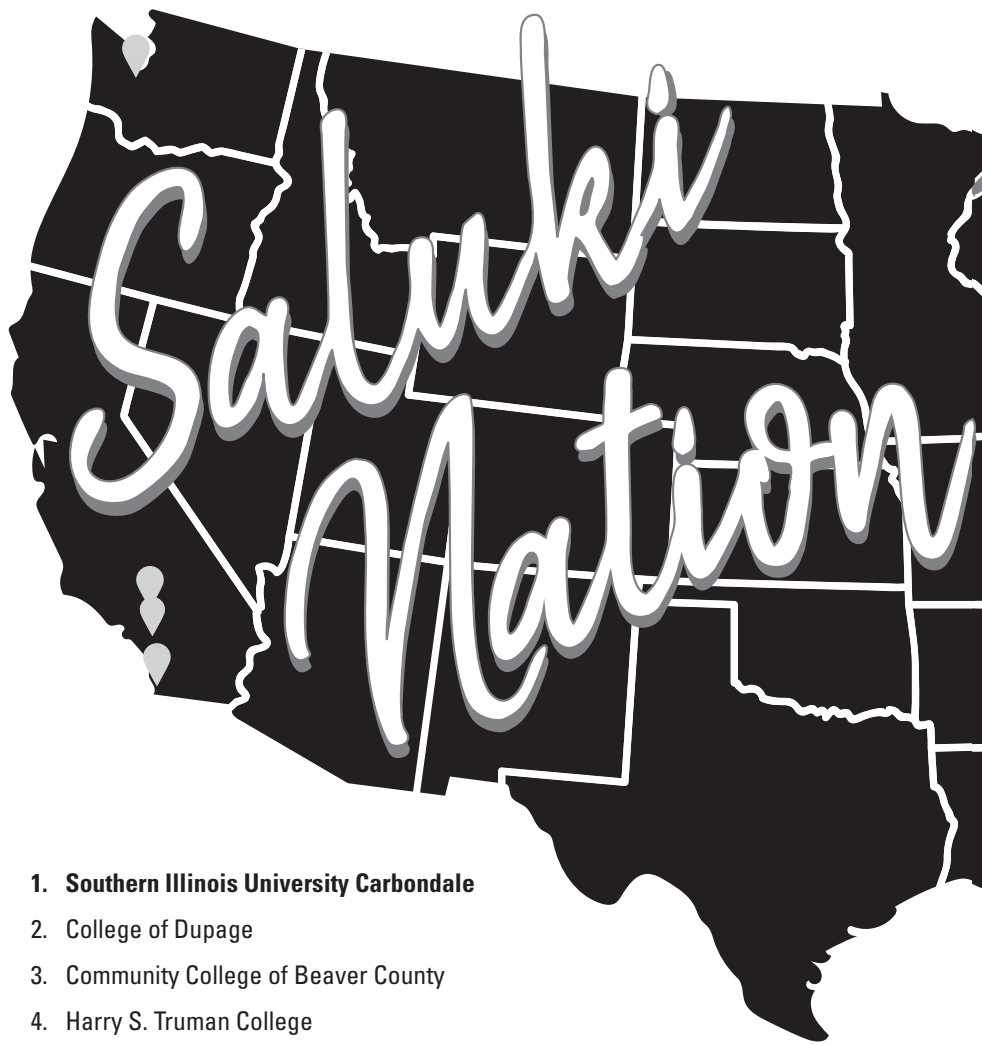 Saluki
Nation
1. Southern Illinois University Carbondale
2. College of Dupage
3. Community College of Beaver County
4. Harry S. Truman College